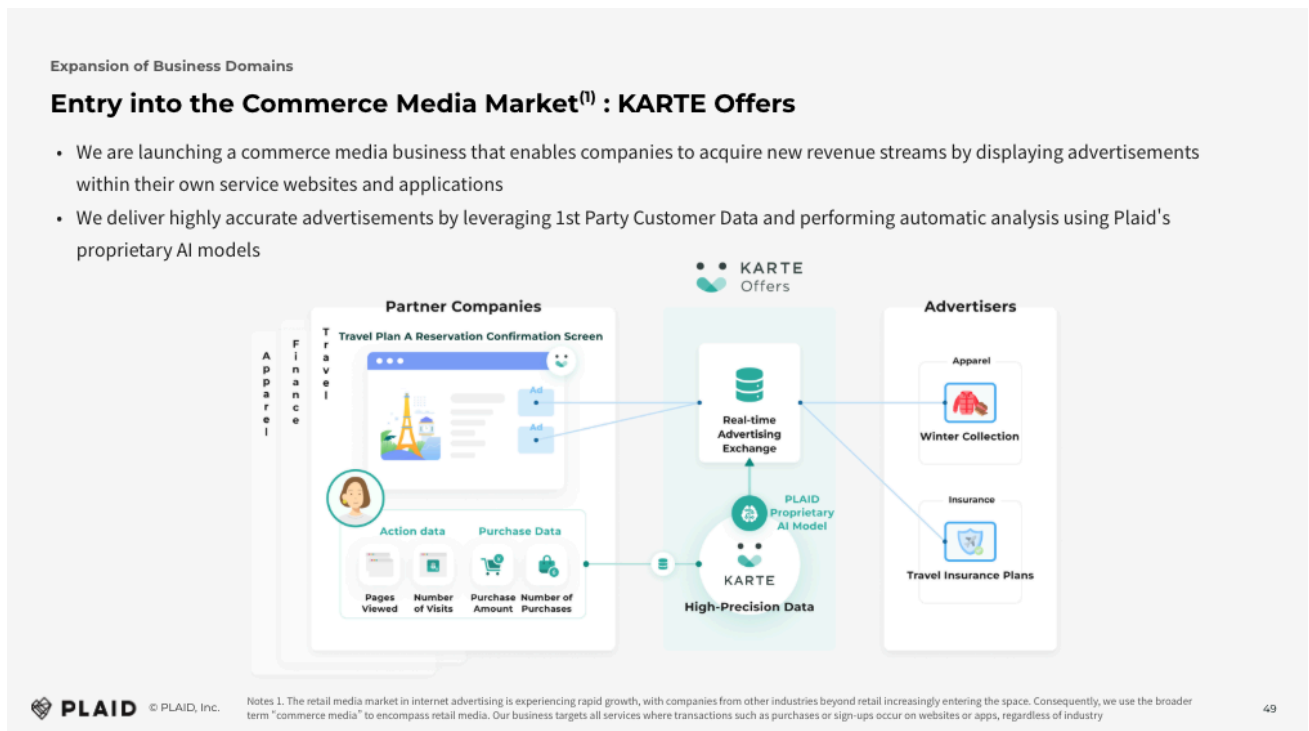 Expansion of Business Domains
Entry into the Commerce Media Market(1) : KARTE Offers
• We are launching a commerce media business that enables companies to acquire new revenue streams by displaying advertisements
within their own service websites and applications
• We deliver highly accurate advertisements by leveraging 1st Party Customer Data and performing automatic analysis using Plaid's
proprietary AI models
KARTE
Offers
Partner Companies
Advertisers
Apparel
Finance
Travel
Travel Plan A Reservation Confirmation Screen
Ad
Ad
Real-time
Advertising
Exchange
Apparel
Winter Collection
PLAID
Proprietary
AI Model
Insurance
Travel Insurance Plans
Action data
Purchase Data
Pages
Viewed
Number
of Visits
Purchase
Amount
Number of
Purchases
KARTE
High-Precision Data
PLAID
© PLAID, Inc.
Notes 1. The retail media market in internet advertising is experiencing rapid growth, with companies from other industries beyond retail increasingly entering the space. Consequently, we use the broader
term "commerce media" to encompass retail media. Our business targets all services where transactions such as purchases or sign-ups occur on websites or apps, regardless of industry
49